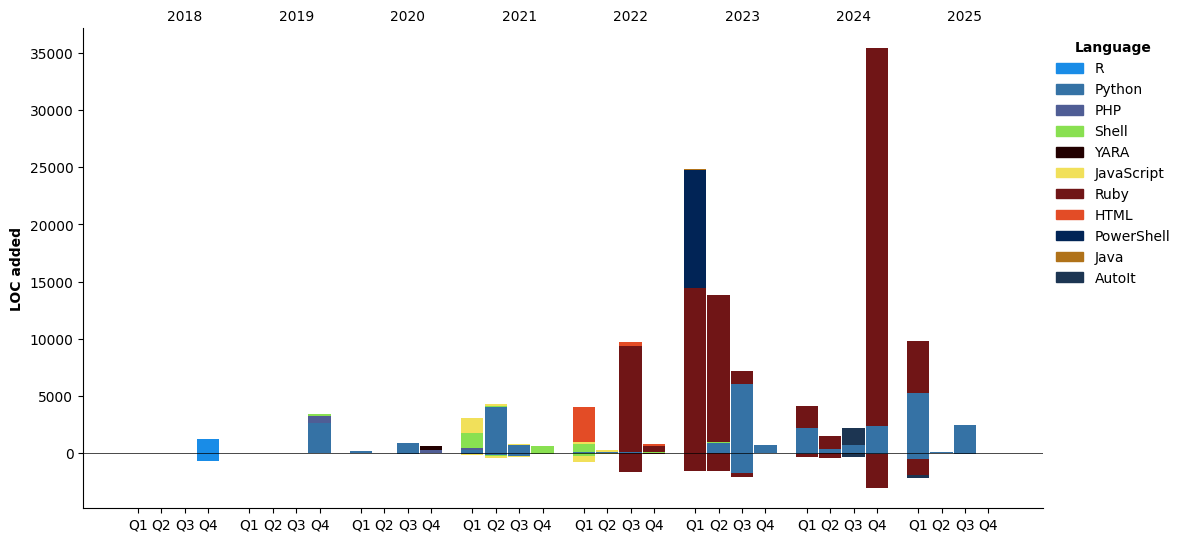 2018 2019 2020 2021 2022 2023 2024 2025
LOC added
35000
30000
25000
20000
15000
10000
5000
0
Language
R
Python
PHP
Shell
YARA
JavaScript
Ruby
HTML
PowerShell
Java
AutoIt
Q1 Q2 Q3 Q4 Q1 Q2 Q3 Q4 Q1 Q2 Q3 Q4 Q1 Q2 Q3 Q4 Q1 Q2 Q3 Q4 Q1 Q2 Q3 Q4 Q1 Q2 Q3 Q4 Q1 Q2 Q3 Q4